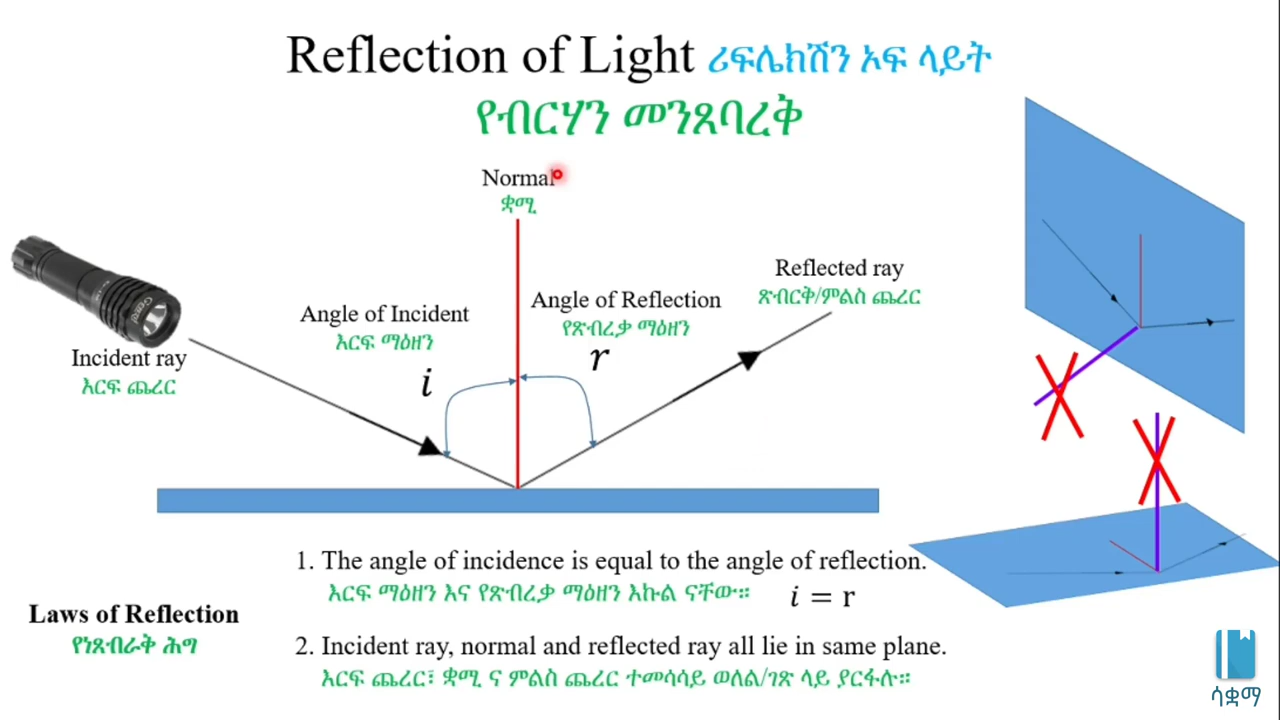 Reflection of Light ሪፍሌክሽን ኦፍ ላይት
የብርሃን መንጸባረቅ
Normal
ቋሚ
Angle of Incident
እርፍ ማዕዘን
i
Angle of Reflection
የጽብረቃ ማዕዘን
r
Reflected ray
ጽብርቅ/ምልስ ጨረር
Incident ray
እርፍ ጨረር
Laws of Reflection
የነጸብራቅ ሕግ
1. The angle of incidence is equal to the angle of reflection.
እርፍ ማዕዘን እና የጽብረቃ ማዕዘን እኩል ናቸው። i = r
2. Incident ray, normal and reflected ray all lie in same plane.
እርፍ ጨረር፣ ቋሚ ና ምልስ ጨረር ተመሳሳይ ወለል/ገጽ ላይ ያርፋሉ።
ሳቋማ